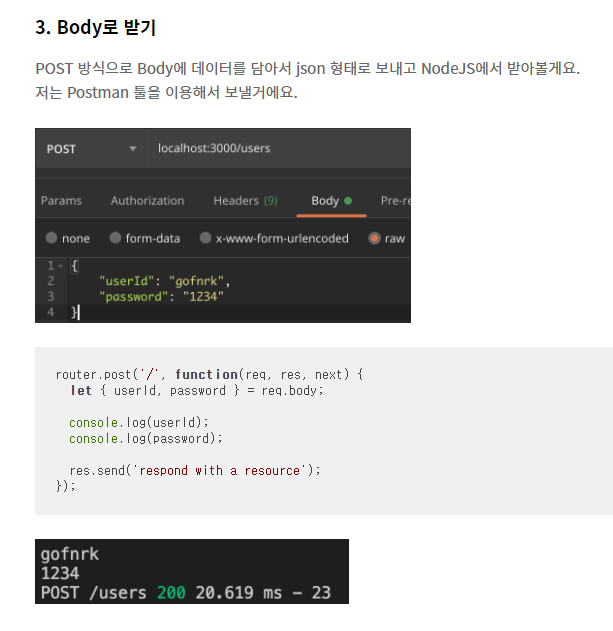 3. Body로 받기
POST 방식으로 Body에 데이터를 담아서 json 형태로 보내고 NodeJS에서 받아볼게요.
저는 Postman 툴을 이용해서 보낼거에요.
POST localhost:3000/users
Params Authorization Headers (9) Body Pre-re
none form-data x-www-form-urlencoded raw
1 {
2 "userId": "gofnrk",
3 "password": "1234"
4 }
router.post('/', function(req, res, next) {
let { userId, password } = req.body;
console.log(userId);
console.log(password);
res.send('respond with a resource');
});
gofnrk
1234
POST /users 200 20.619 ms – 23